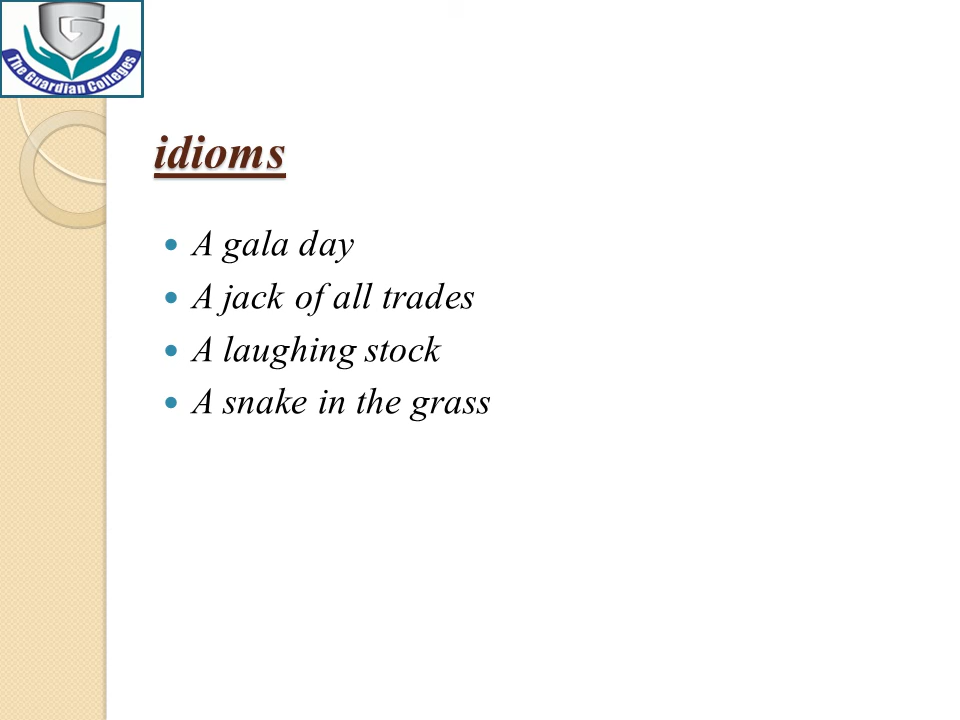 G
The Guardian Colleges
idioms
A gala day
A jack of all trades
A laughing stock
A snake in the grass